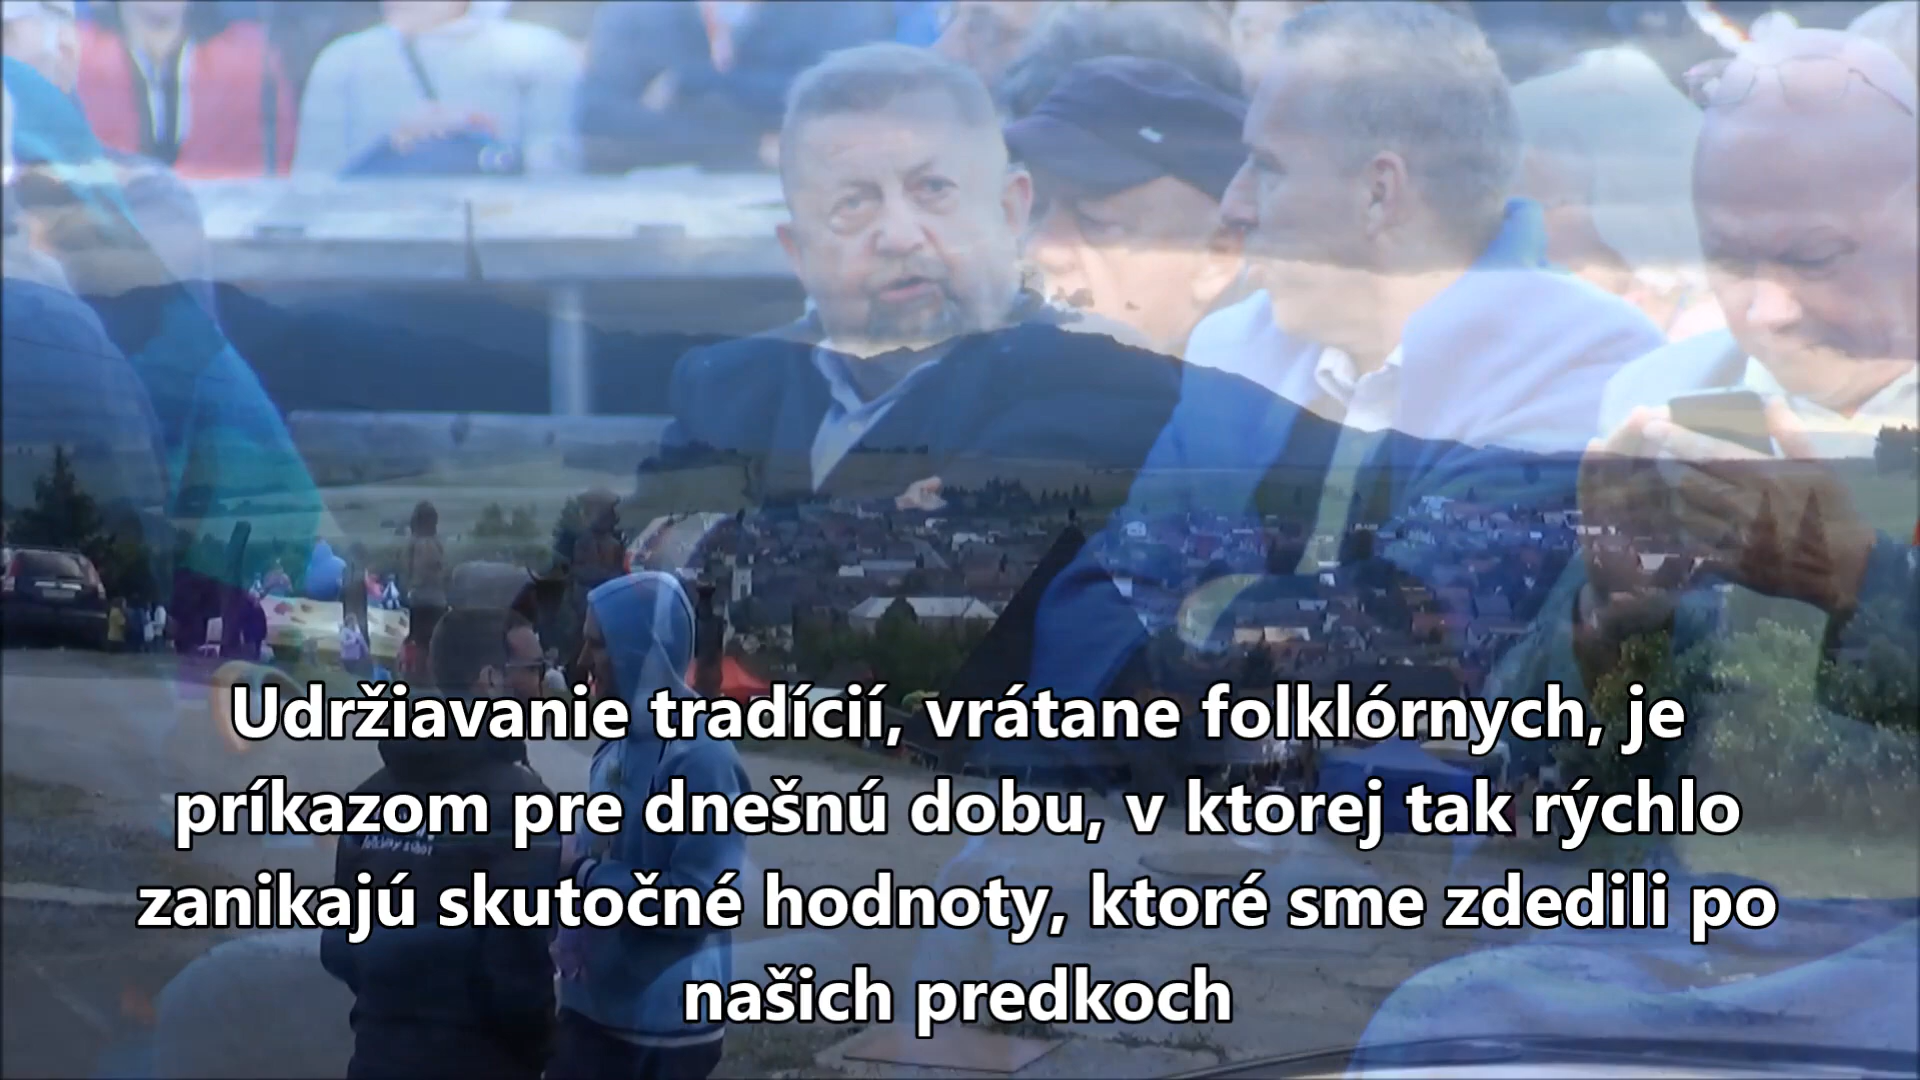 Udržiavanie tradícií, vrátane folklórnych, je
príkazom pre dnešnú dobu, v ktorej tak rýchlo
zanikajú skutočné hodnoty, ktoré sme zdedili po
našich predkoch